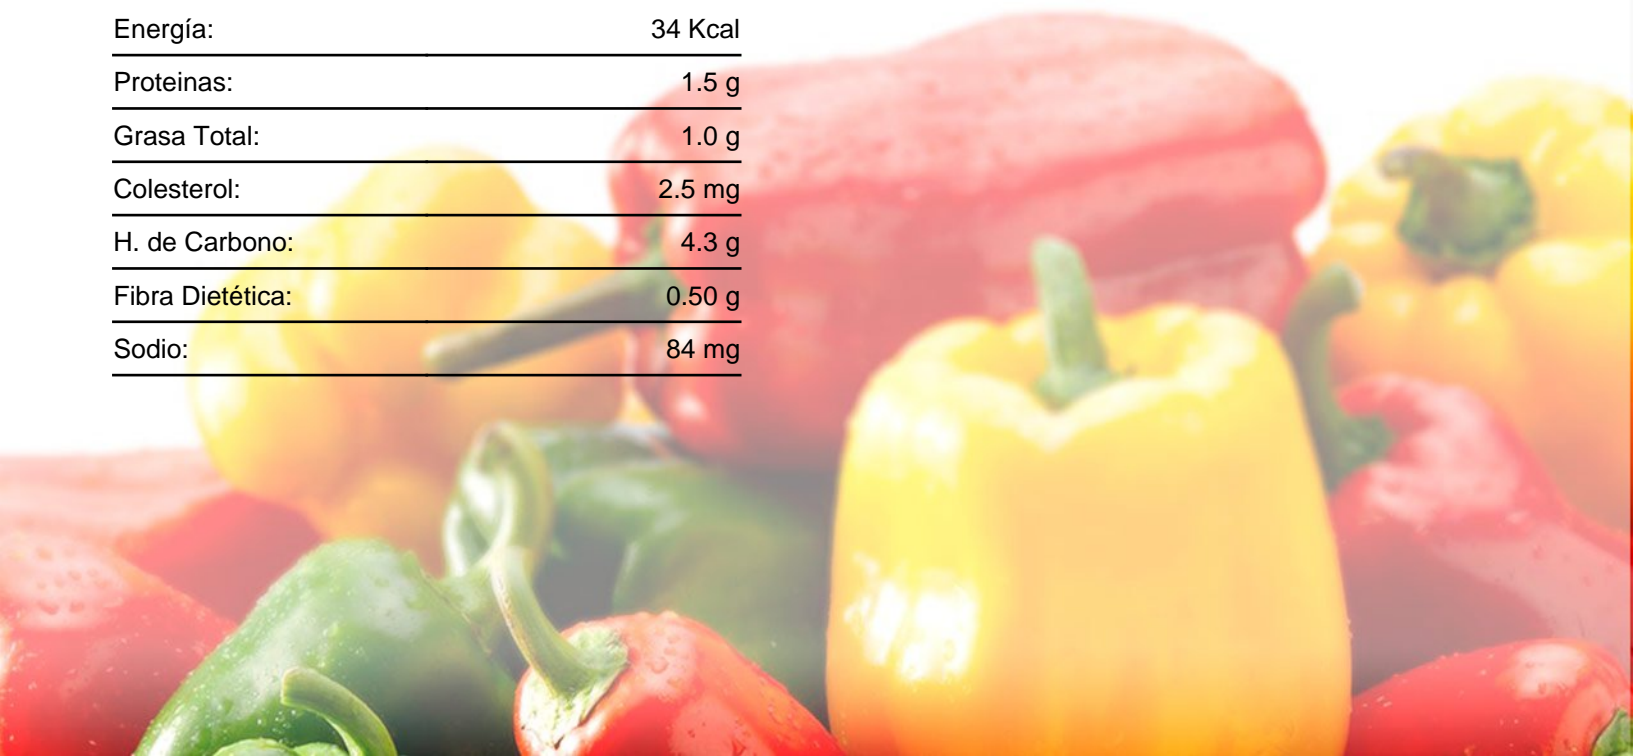 Energía: 34 Kcal
Proteinas: 1.5 g
Grasa Total: 1.0 g
Colesterol: 2.5 mg
H. de Carbono: 4.3 g
Fibra Dietética: 0.50 g
Sodio: 84 mg